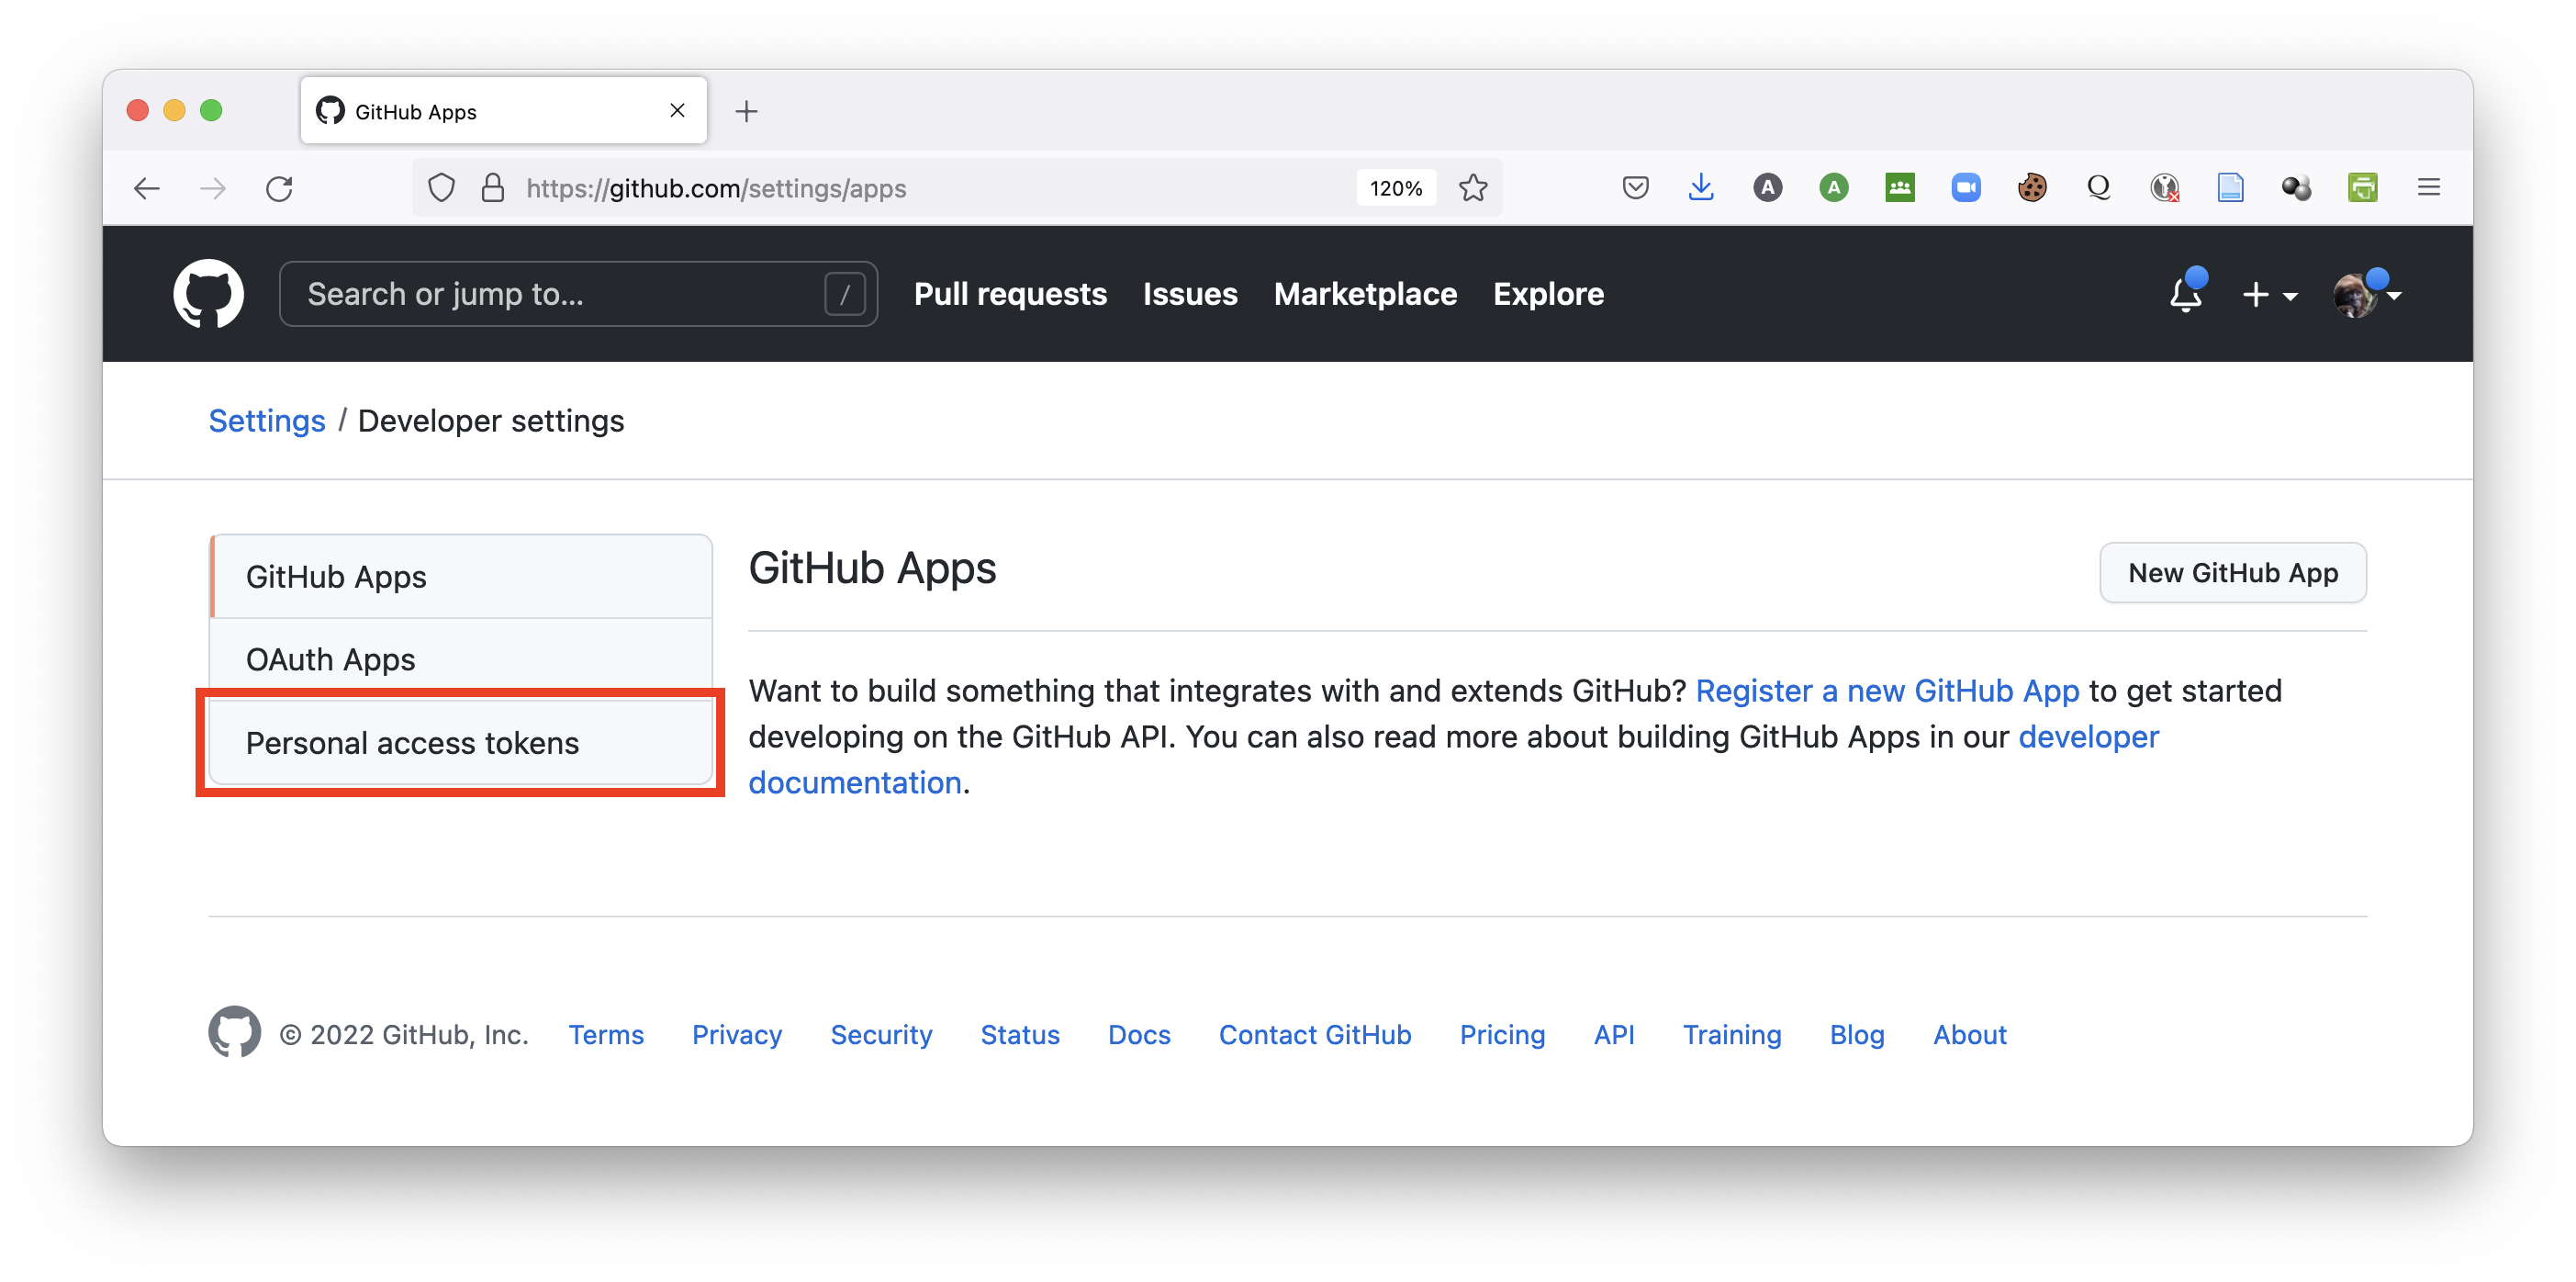 GitHub Apps
https://github.com/settings/apps
120%
Search or jump to...
/
Pull requests
Issues
Marketplace
Explore
Settings / Developer settings
GitHub Apps
OAuth Apps
Personal access tokens
GitHub Apps
New GitHub App
Want to build something that integrates with and extends GitHub? Register a new GitHub App to get started
developing on the GitHub API. You can also read more about building GitHub Apps in our developer
documentation.
© 2022 GitHub, Inc.
Terms
Privacy
Security
Status
Docs
Contact GitHub
Pricing
API
Training
Blog
About